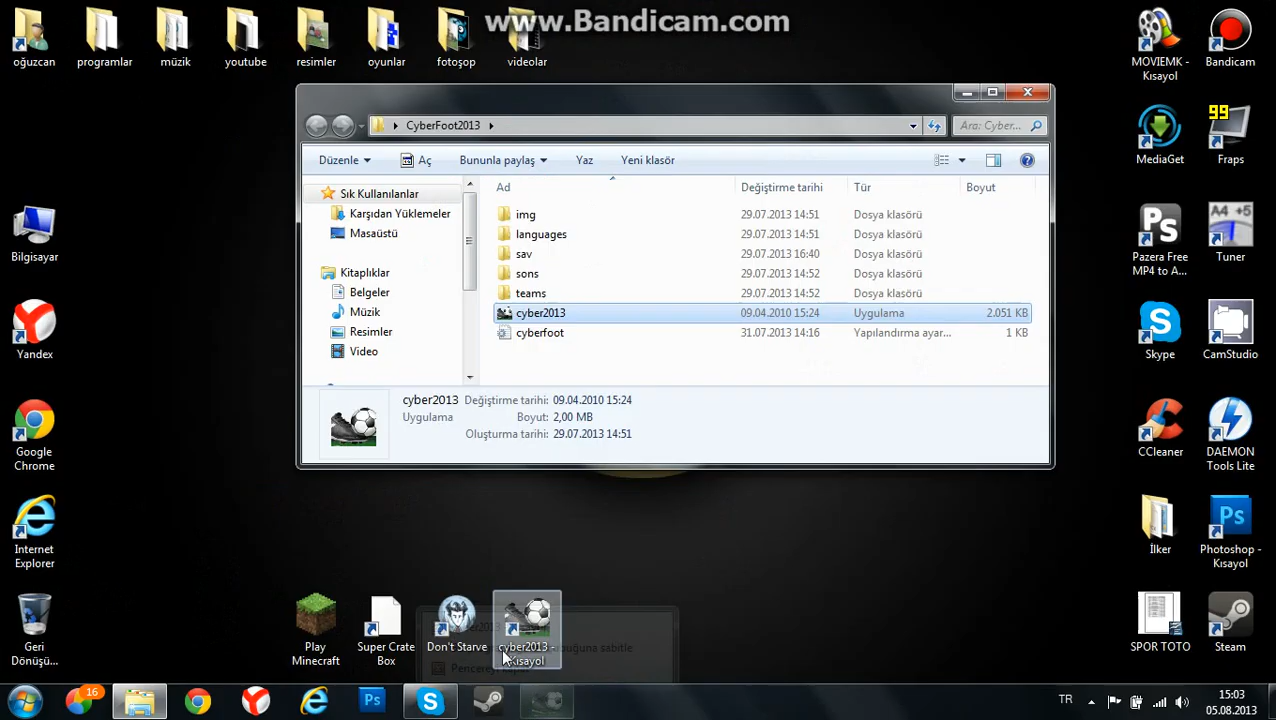 www.Bandicam.com
oğuzcan
programlar
müzik
youtube
resimler
oyunlar
fotoşop
videolar
MOVIEMK -
Kısayol
Bandicam
CyberFoot2013
Ara: Cyber...
Düzenle
Aç
Bununla paylaş
Yaz
Yeni klasör
MediaGet
99
Fraps
Sık Kullanılanlar
Karşıdan Yüklemeler
Masaüstü
Kitaplıklar
Belgeler
Müzik
Resimler
Video
Ad
Değiştirme tarihi
Tür
Boyut
img
29.07.2013 14:51
Dosya klasörü
languages
29.07.2013 14:51
Dosya klasörü
sav
29.07.2013 16:40
Dosya klasörü
sons
29.07.2013 14:52
Dosya klasörü
teams
29.07.2013 14:52
Dosya klasörü
cyber2013
09.04.2010 15:24
Uygulama
2.051 KB
cyberfoot
31.07.2013 14:16
Yapılandırma ayar...
1 KB
cyber2013 Değiştirme tarihi: 09.04.2010 15:24
Uygulama Boyut: 2,00 MB
Oluşturma tarihi: 29.07.2013 14:51
Bilgisayar
Yandex
Google
Chrome
Internet
Explorer
Geri
Dönüşü...
Ps
Pazera Free
MP4 to A...
A4 +5
Tuner
Skype
CamStudio
CCleaner
DAEMON
Tools Lite
İlker
Ps
Photoshop -
Kısayol
SPOR TOTO
Steam
Play
Minecraft
Super Crate
Box
Don't Starve
cyber2013 -
Kısayol
16
Ps
TR
15:03
05.08.2013